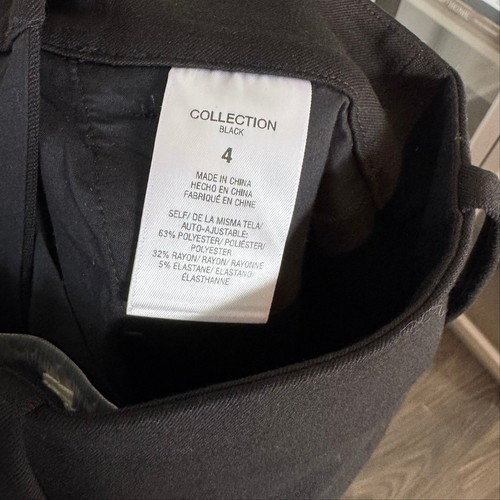 COLLECTION
BLACK
4
MADE IN CHINA
HECHO EN CHINA
FABRIQUÉ EN CHINE
SELF/ DE LA MISMA TELA/
AUTO-AJUSTABLE;
63% POLYESTER/ POLIÉSTER/
POLYESTER
32% RAYON/ RAYON/ RAYONNE
5% ELASTANE/ ELASTANO/
ÉLASTHANNE